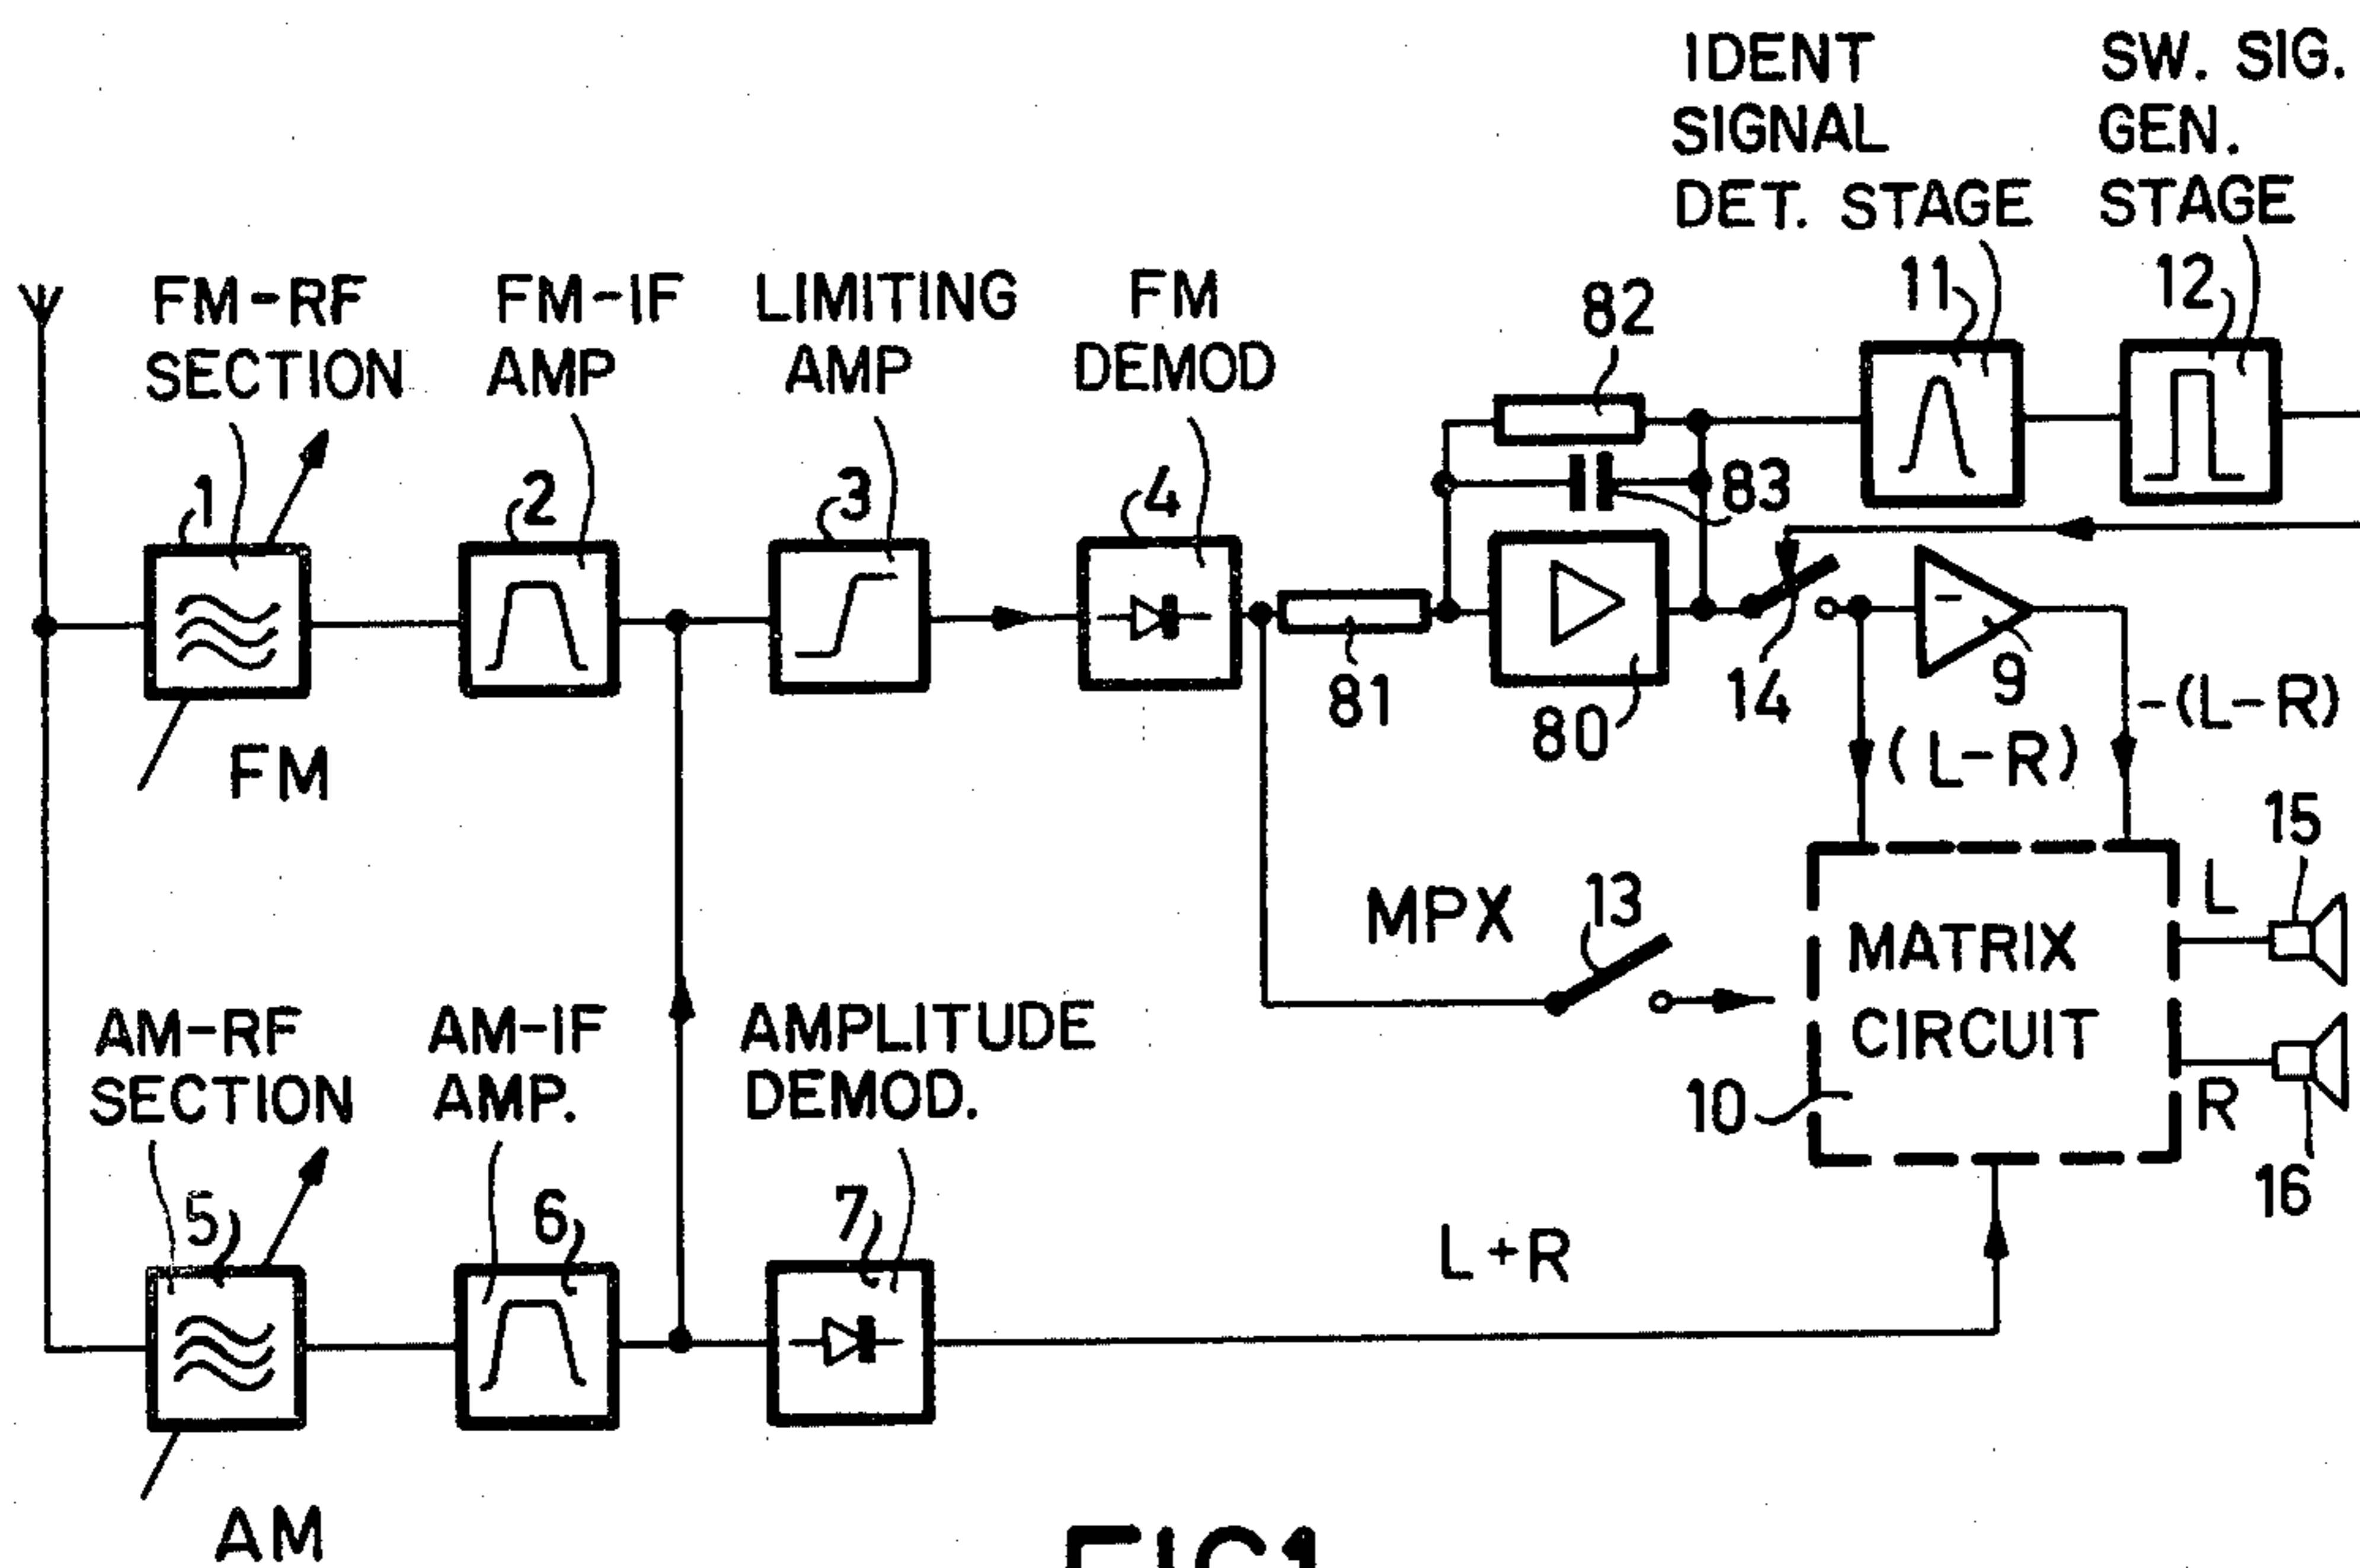 IDENT
SIGNAL
DET. STAGE
11
SW. SIG.
GEN.
STAGE
12
FM-RF
SECTION
1
FM
FM-IF
AMP
2
LIMITING
AMP
3
FM
DEMOD
4
82
83
81
80
14
9
(L-R)
-(L-R)
MPX
13
MATRIX
CIRCUIT
10
L
15
R
16
AM-RF
SECTION
5
AM
AM-IF
AMP.
6
AMPLITUDE
DEMOD.
7
L+R
FIG1